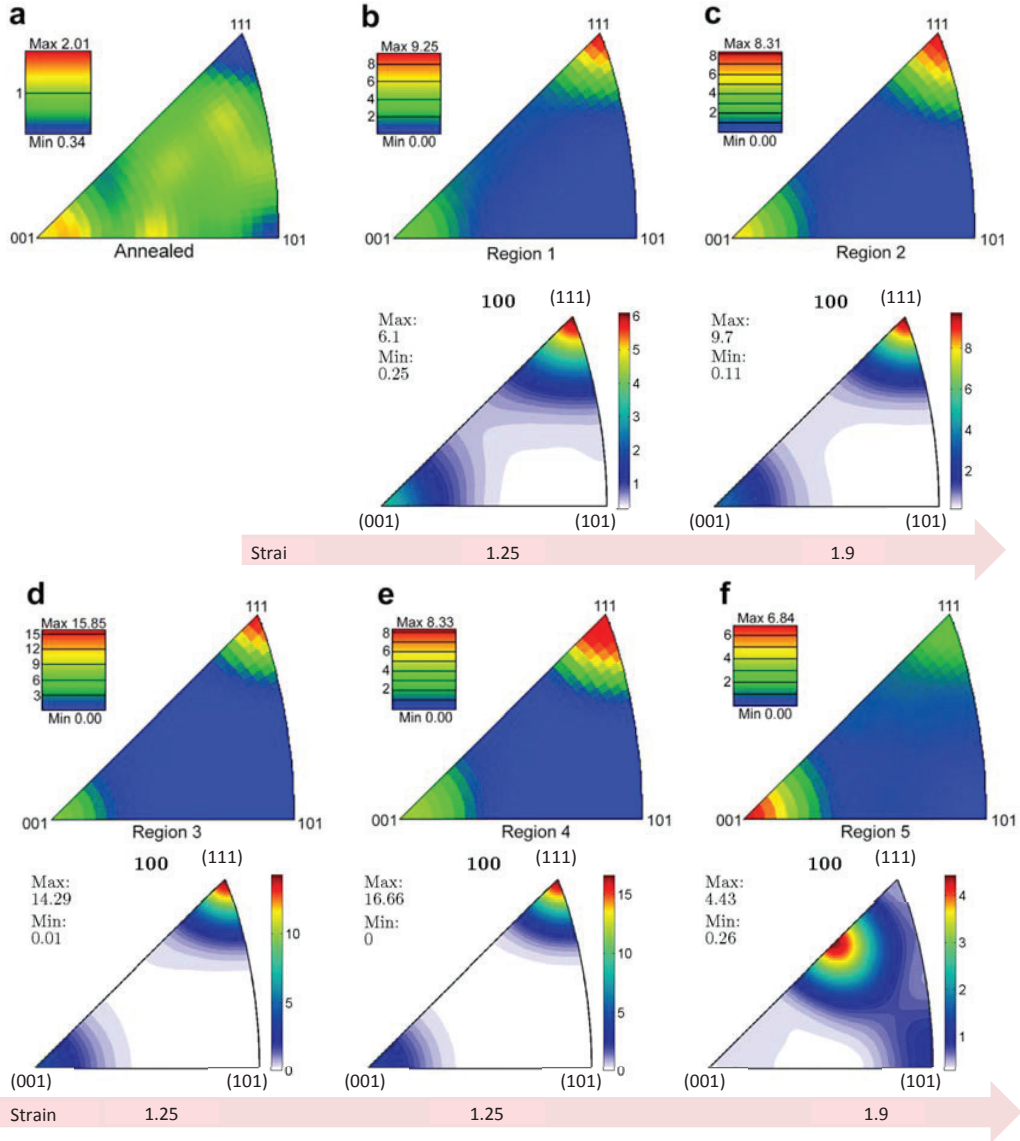 a
111
Max 2.01
1
Min 0.34
001
101
Annealed
b
111
Max 9.25
8
6
4
2
Min 0.00
001
101
Region 1
c
111
Max 8.31
8
6
4
2
Min 0.00
001
101
Region 2
100
(111)
Max:
6.1
Min:
0.25
6
5
4
3
2
1
(001)
(101)
100
(111)
Max:
9.7
Min:
0.11
8
6
4
2
(001)
(101)
Strai 1.25 1.9
d
111
Max 15.85
15
12
9
6
3
Min 0.00
001
101
Region 3
e
111
Max 8.33
8
6
4
2
Min 0.00
001
101
Region 4
f
111
Max 6.84
6
4
2
Min 0.00
001
101
Region 5
100
(111)
Max:
14.29
Min:
0.01
10
5
0
(001)
(101)
100
(111)
Max:
16.66
Min:
0
15
10
5
0
(001)
(101)
100
(111)
Max:
4.43
Min:
0.26
4
3
2
1
(001)
(101)
Strain 1.25 1.25 1.9